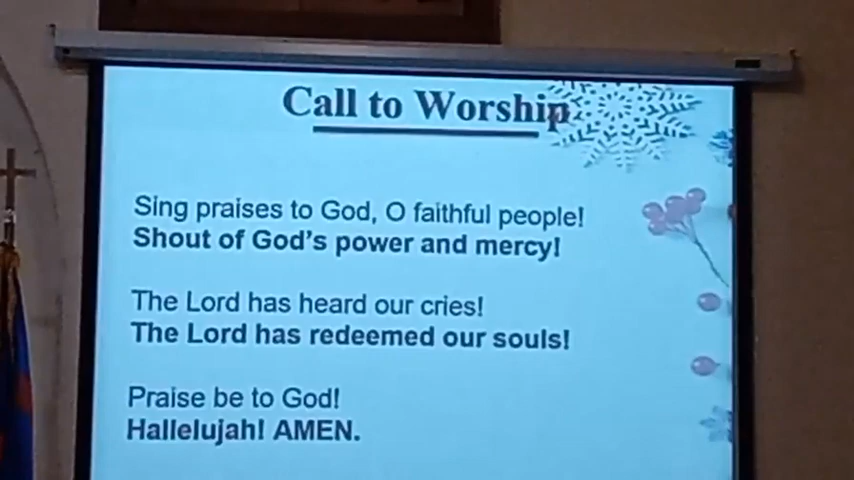 Call to Worship
Sing praises to God, O faithful people!
Shout of God's power and mercy!
The Lord has heard our cries!
The Lord has redeemed our souls!
Praise be to God!
Hallelujah! AMEN.